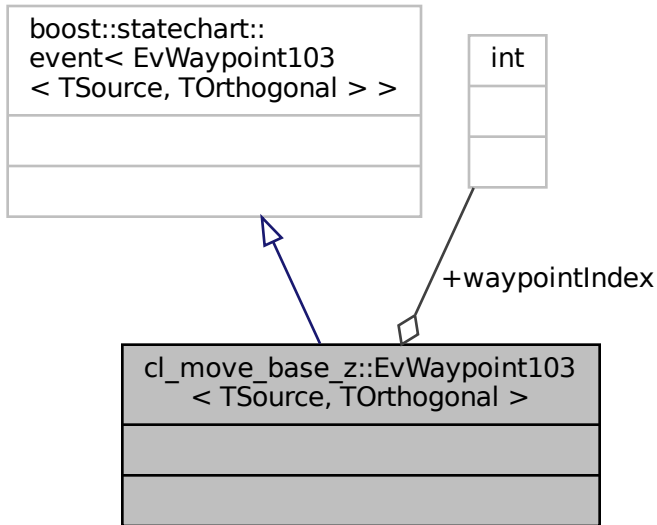 boost::statechart::
event< EvWaypoint103
< TSource, TOrthogonal > >
int
+waypointIndex
cl_move_base_z::EvWaypoint103
< TSource, TOrthogonal >